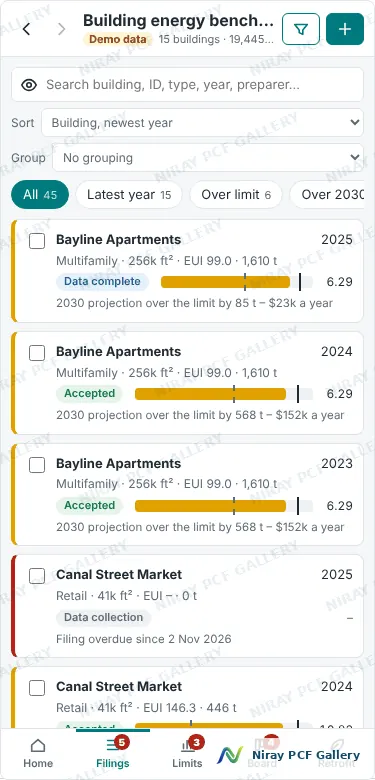 Building energy bench...
Demo data 15 buildings · 19,445...
Search building, ID, type, year, preparer...
Sort Building, newest year
Group No grouping
All 45 Latest year 15 Over limit 6 Over 2030
Bayline Apartments 2025
Multifamily · 256k ft² · EUI 99.0 · 1,610 t
Data complete 6.29
2030 projection over the limit by 85 t – $23k a year
Bayline Apartments 2024
Multifamily · 256k ft² · EUI 99.0 · 1,610 t
Accepted 6.29
2030 projection over the limit by 568 t – $152k a year
Bayline Apartments 2023
Multifamily · 256k ft² · EUI 99.0 · 1,610 t
Accepted 6.29
2030 projection over the limit by 568 t – $152k a year
Canal Street Market 2025
Retail · 41k ft² · EUI – · 0 t
Data collection –
Filing overdue since 2 Nov 2026
Canal Street Market 2024
Retail · 41k ft² · EUI 146.3 · 446 t
Accepted
5 3 4
Home Filings Limits Board Retrofit
Niray PCF Gallery
NIRAY PCF GALLERY